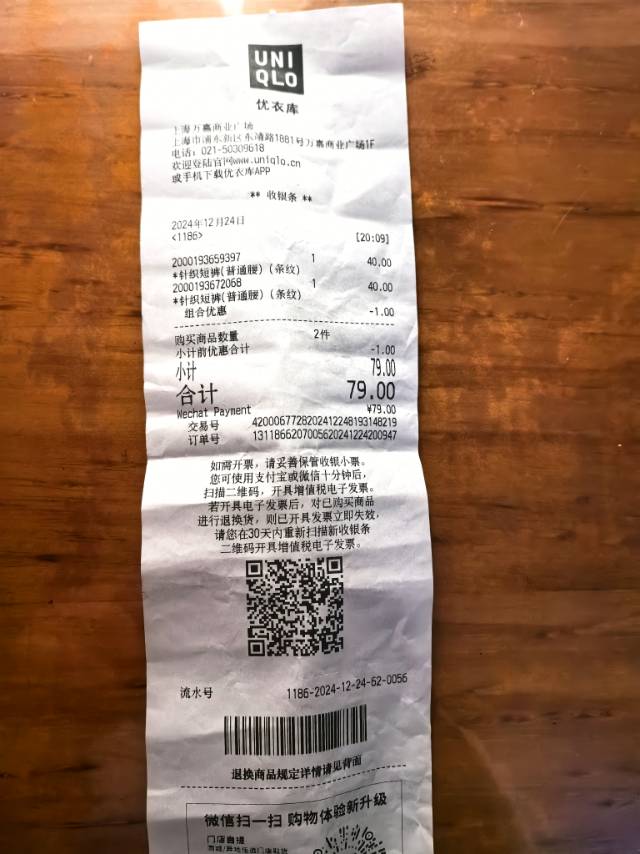 UNI
QLO
优衣库
上海万嘉商业广场
上海市浦东新区东靖路1881号万嘉商业广场1F
电话：021-50309618
欢迎登陆官网www.uniqlo.cn
或手机下载优衣库APP
** 收银条 **
2024年12月24日
<1186> [20:09]
2000193659397 1 40.00
*针织短裤(普通腰) (条纹)
2000193672068 1 40.00
*针织短裤(普通腰) (条纹)
组合优惠 -1.00
购买商品数量 2件
小计前优惠合计 -1.00
小计 79.00
合计 79.00
Wechat Payment ¥79.00
交易号 4200067728202412248193148219
订单号 1311866207005620241224200947
如需开票，请妥善保管收银小票。
您可使用支付宝或微信十分钟后，
扫描二维码，开具增值税电子发票。
若开具电子发票后，对已购买商品
进行退换货，则已开具发票立即失效，
请您在30天内重新扫描新收银条
二维码开具增值税电子发票。
流水号 1186-2024-12-24-62-0056
退换商品规定详情请见背面
微信扫一扫 购物体验新升级
门店自提